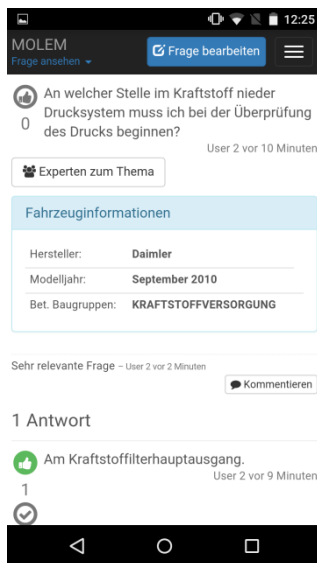 12:25
MOLEM
Frage ansehen
Frage bearbeiten
An welcher Stelle im Kraftstoff nieder
Drucksystem muss ich bei der Überprüfung
0
des Drucks beginnen?
User 2 vor 10 Minuten
Experten zum Thema
Fahrzeuginformationen
Hersteller: Daimler
Modelljahr: September 2010
Bet. Baugruppen: KRAFTSTOFFVERSORGUNG
Sehr relevante Frage – User 2 vor 2 Minuten
Kommentieren
1 Antwort
Am Kraftstoffilterhauptausgang.
User 2 vor 9 Minuten
1